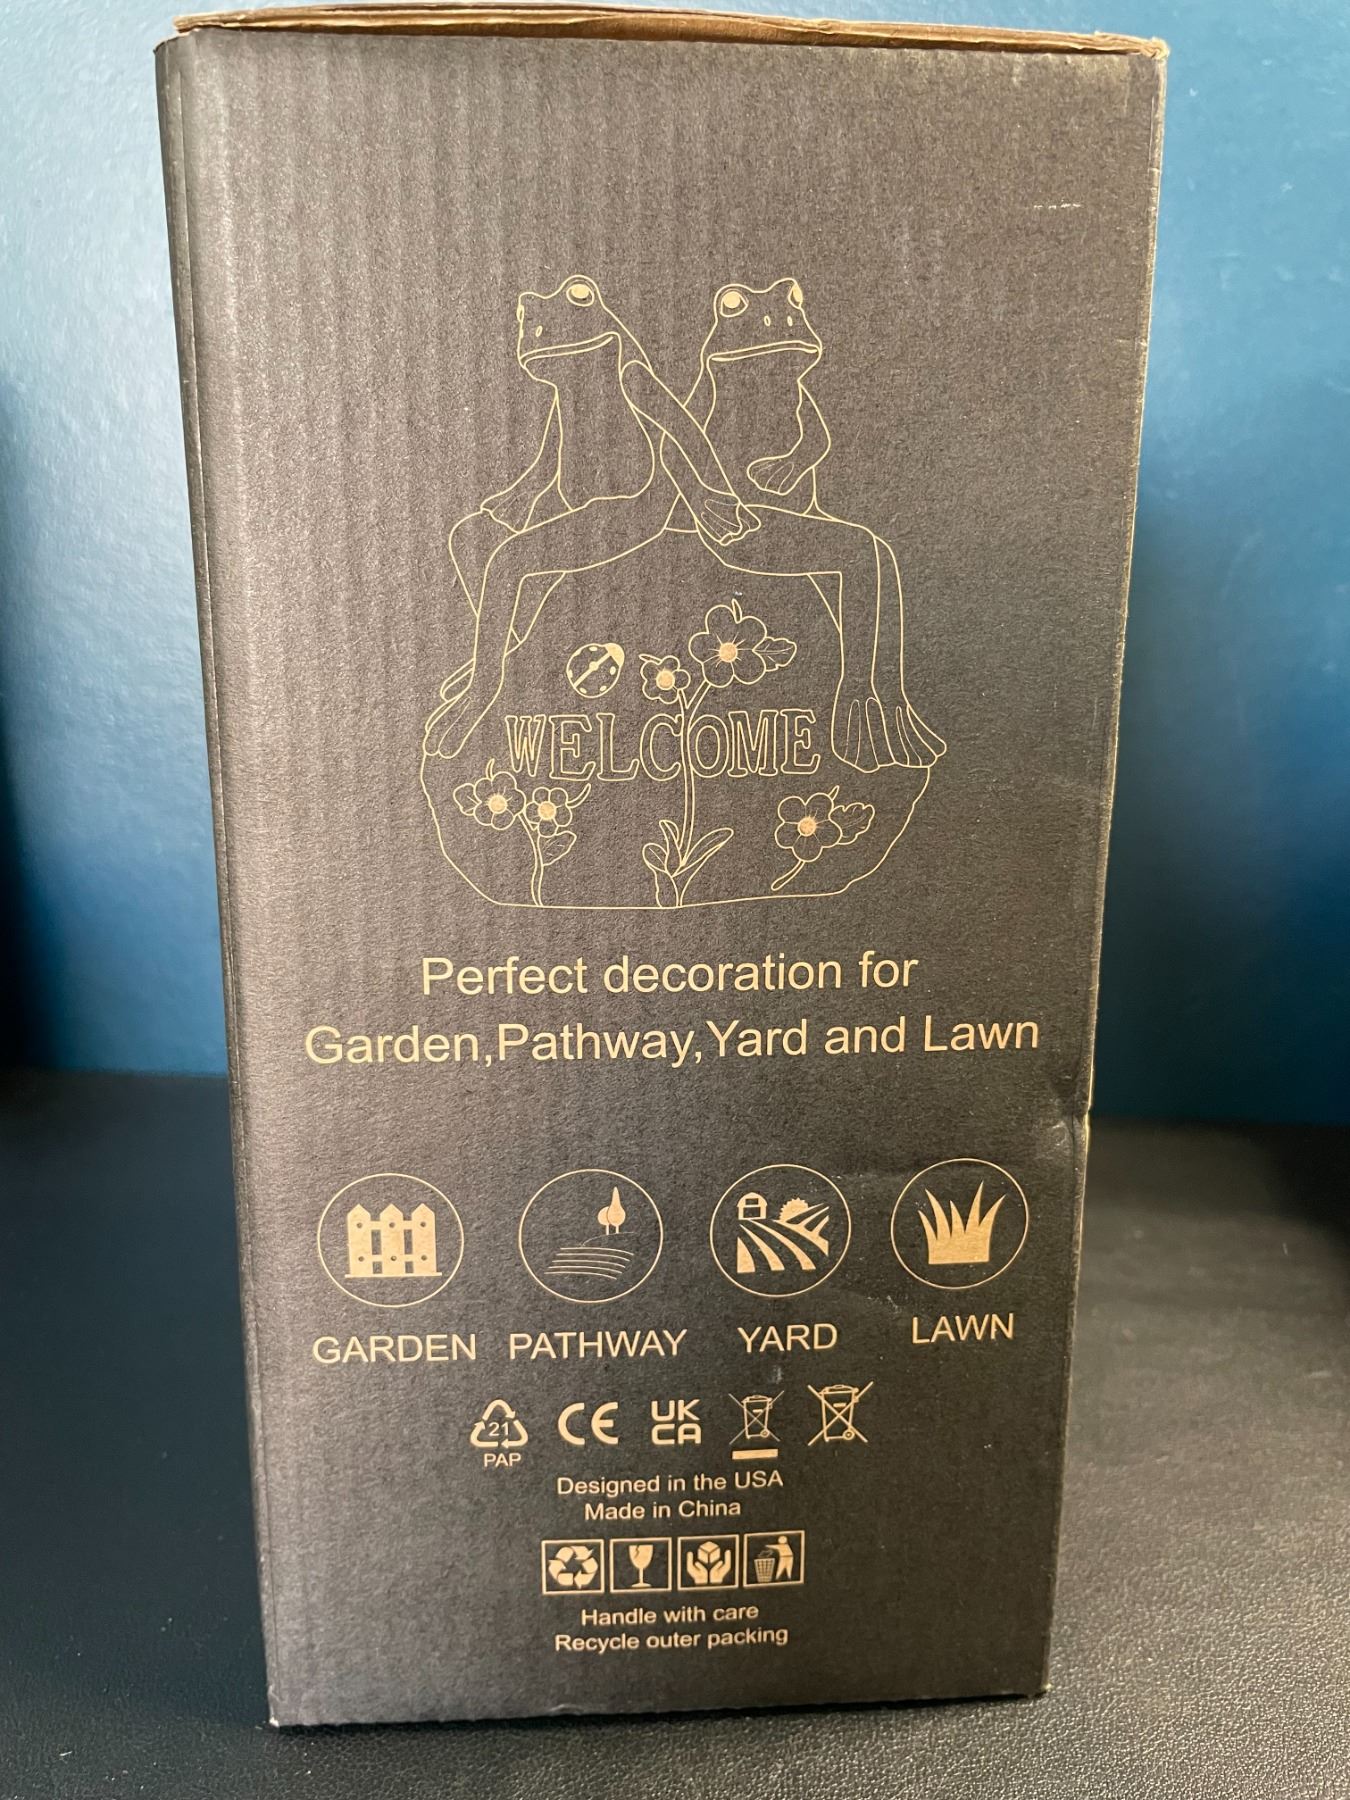 WELCOME
Perfect decoration for
Garden,Pathway,Yard and Lawn
GARDEN PATHWAY YARD LAWN
21 CE UK
PAP CA
Designed in the USA
Made in China
Handle with care
Recycle outer packing